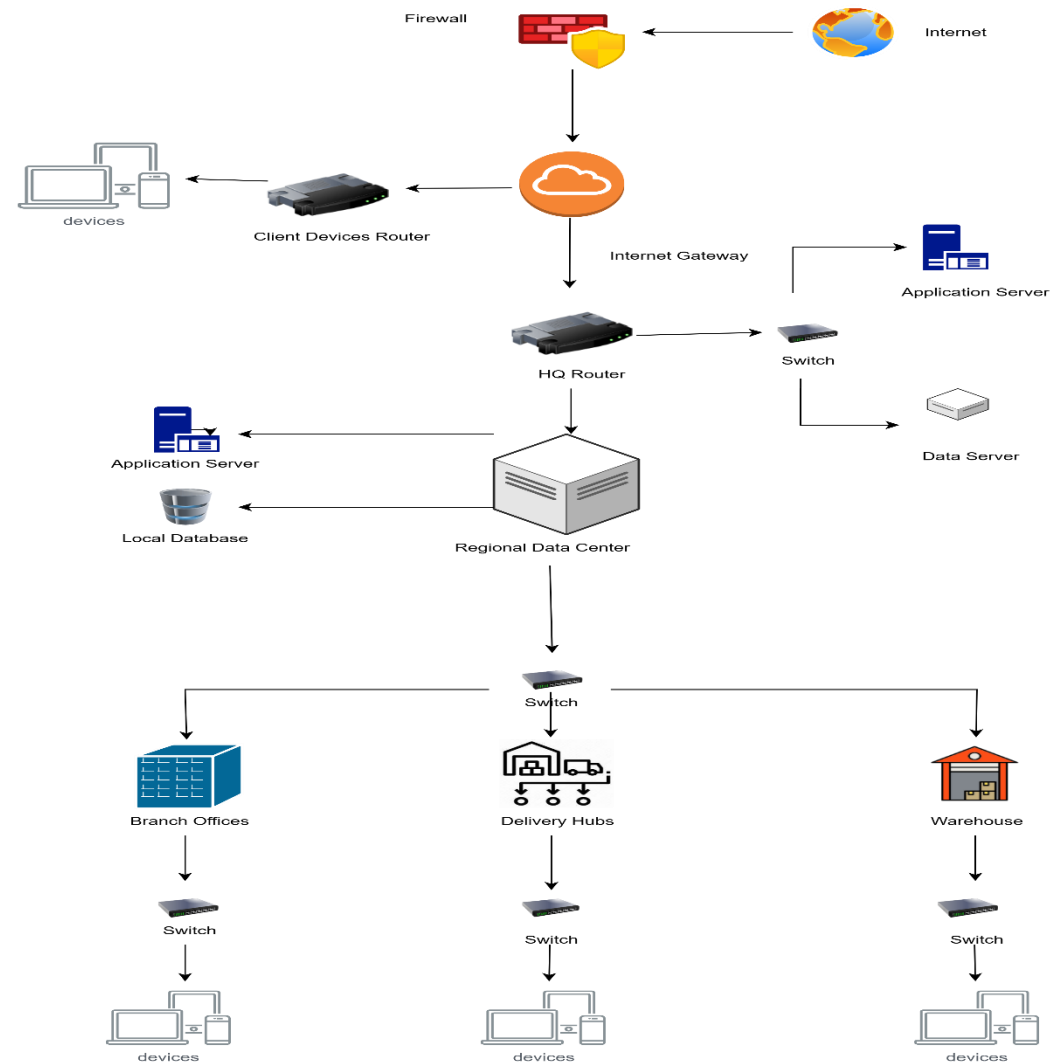 Firewall
Internet
devices
Client Devices Router
Internet Gateway
Application Server
Switch
HQ Router
Application Server
Data Server
Local Database
Regional Data Center
Switch
Branch Offices
Delivery Hubs
Warehouse
Switch
Switch
Switch
devices
devices
devices